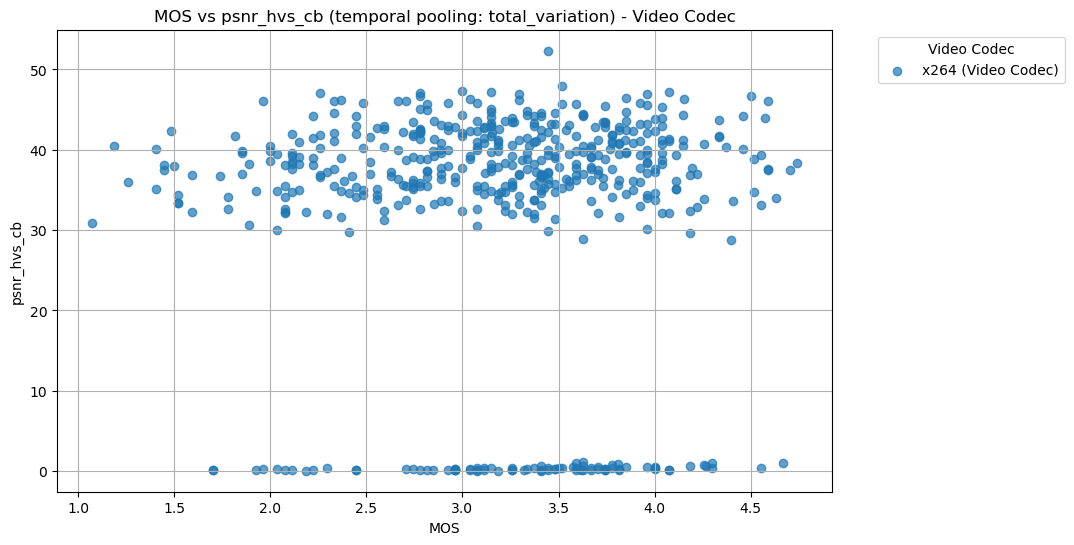 MOS vs psnr_hvs_cb (temporal pooling: total_variation) - Video Codec
Video Codec
x264 (Video Codec)
psnr_hvs_cb
50
40
30
20
10
0
1.0 1.5 2.0 2.5 3.0 3.5 4.0 4.5
MOS